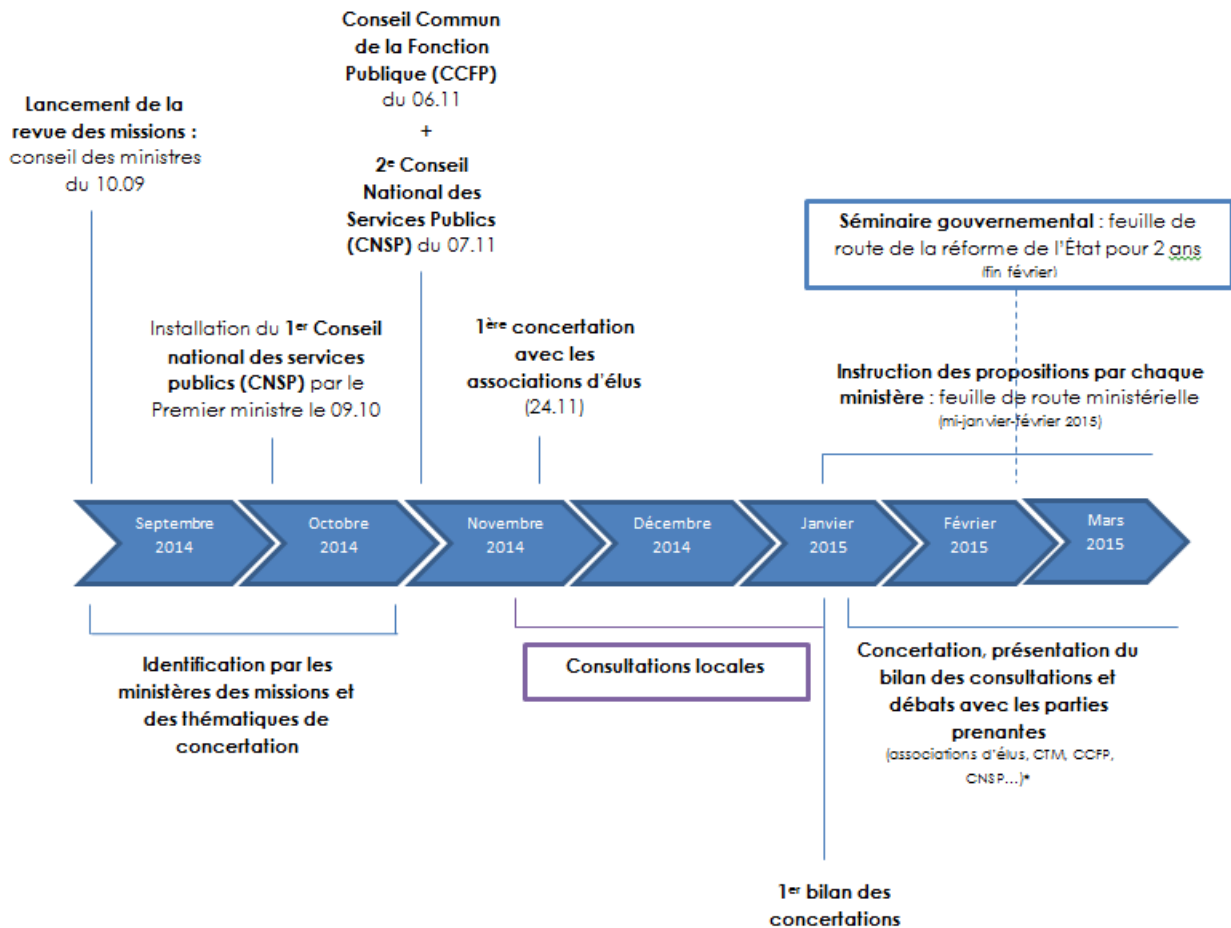 Conseil Commun
de la Fonction
Publique (CCFP)
du 06.11
+
2e Conseil
National des
Services Publics
(CNSP) du 07.11
Lancement de la
revue des missions :
conseil des ministres
du 10.09
Séminaire gouvernemental : feuille de
route de la réforme de l'État pour 2 ans
(fin février)
Installation du 1er Conseil
national des services
publics (CNSP) par le
Premier ministre le 09.10
1ère concertation
avec les
associations d'élus
(24.11)
Instruction des propositions par chaque
ministère : feuille de route ministérielle
(mi-janvier-février 2015)
Septembre
2014
Octobre
2014
Novembre
2014
Décembre
2014
Janvier
2015
Février
2015
Mars
2015
Identification par les
ministères des missions et
des thématiques de
concertation
Consultations locales
Concertation, présentation du
bilan des consultations et
débats avec les parties
prenantes
(associations d'élus, CTM, CCFP,
CNSP...)*
1er bilan des
concertations